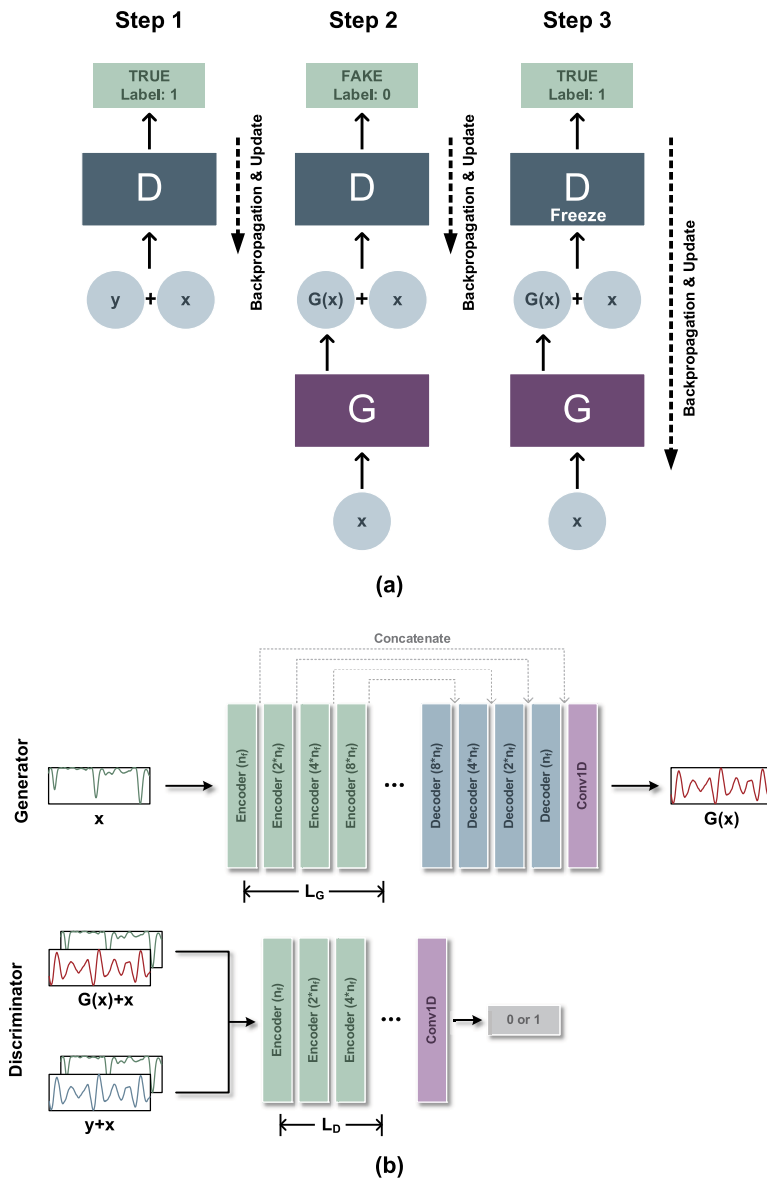 Step 1
Step 2
Step 3
TRUE
Label: 1
FAKE
Label: 0
TRUE
Label: 1
D
D
D
Freeze
Backpropagation & Update
Backpropagation & Update
Backpropagation & Update
y + x
G(x) + x
G(x) + x
G
G
x
x
(a)
Concatenate
Generator
x
Encoder (nf)
Encoder (2*nf)
Encoder (4*nf)
Encoder (8*nf)
...
Decoder (8*nf)
Decoder (4*nf)
Decoder (2*nf)
Decoder (nf)
Conv1D
G(x)
LG
Discriminator
G(x)+x
y+x
Encoder (nf)
Encoder (2*nf)
Encoder (4*nf)
...
Conv1D
0 or 1
LD
(b)